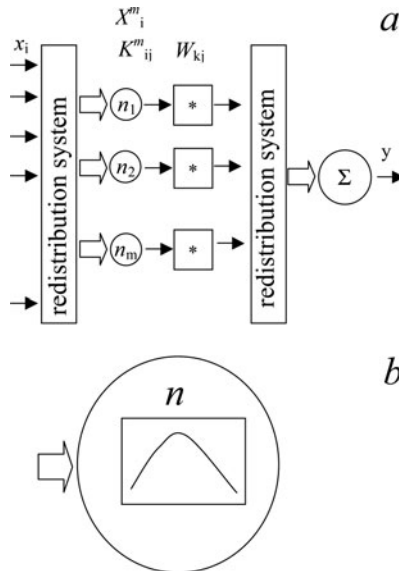 X^m_i
a
x_i
K^m_ij
W_kj
redistribution system
n_1
*
n_2
*
n_m
*
redistribution system
Σ
y
b
n